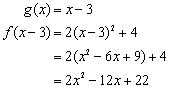 g(x) = x − 3
f(x − 3) = 2(x − 3)² + 4
= 2(x² − 6x + 9) + 4
= 2x² − 12x + 22